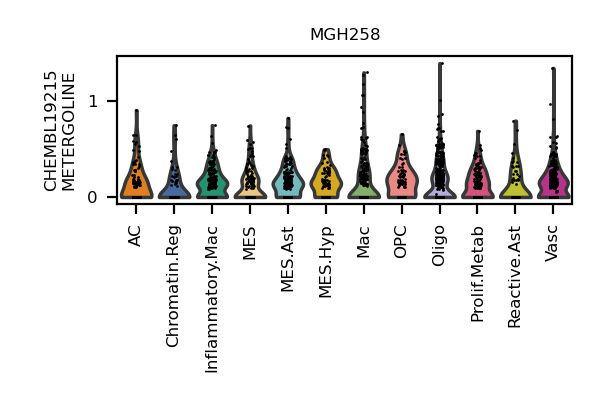 MGH258
CHEMBL19215
METERGOLINE
1
0
AC
Chromatin.Reg
Inflammatory.Mac
MES
MES.Ast
MES.Hyp
Mac
OPC
Oligo
Prolif.Metab
Reactive.Ast
Vasc